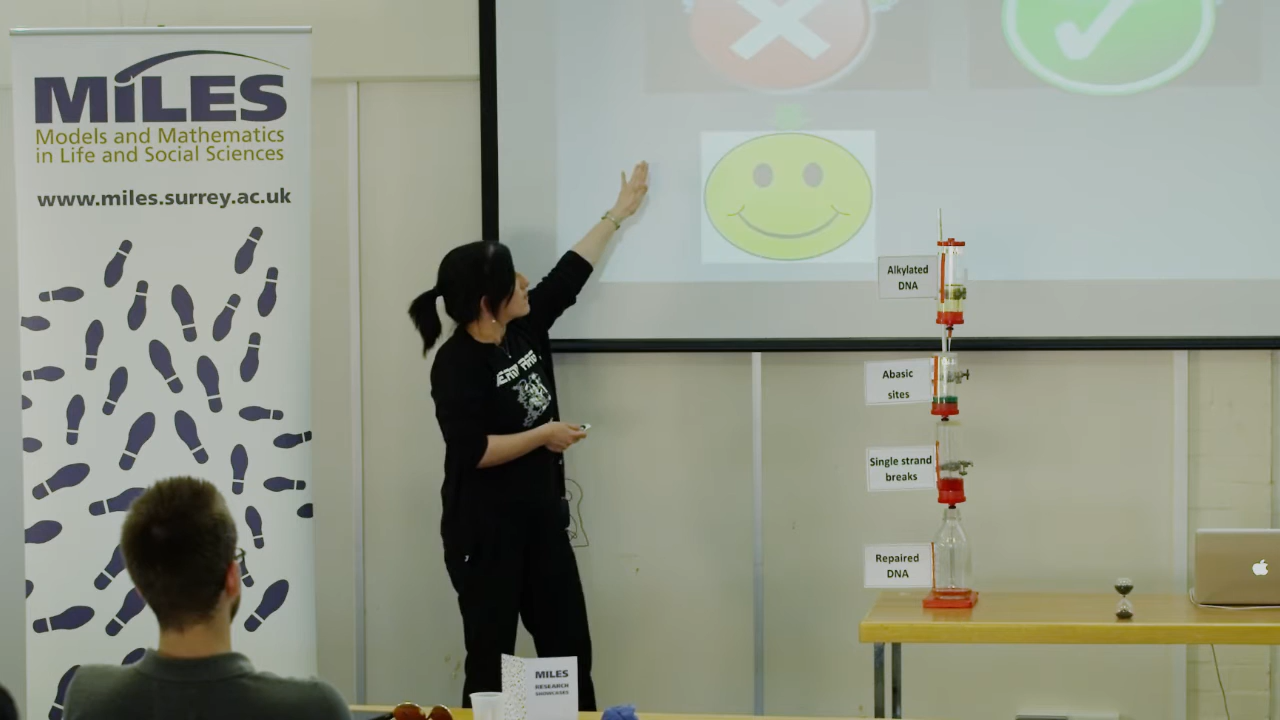 MiLES
Models and Mathematics
in Life and Social Sciences
www.miles.surrey.ac.uk
Alkylated
DNA
Abasic
sites
Single strand
breaks
Repaired
DNA
MILES
RESEARCH
SHOWCASES